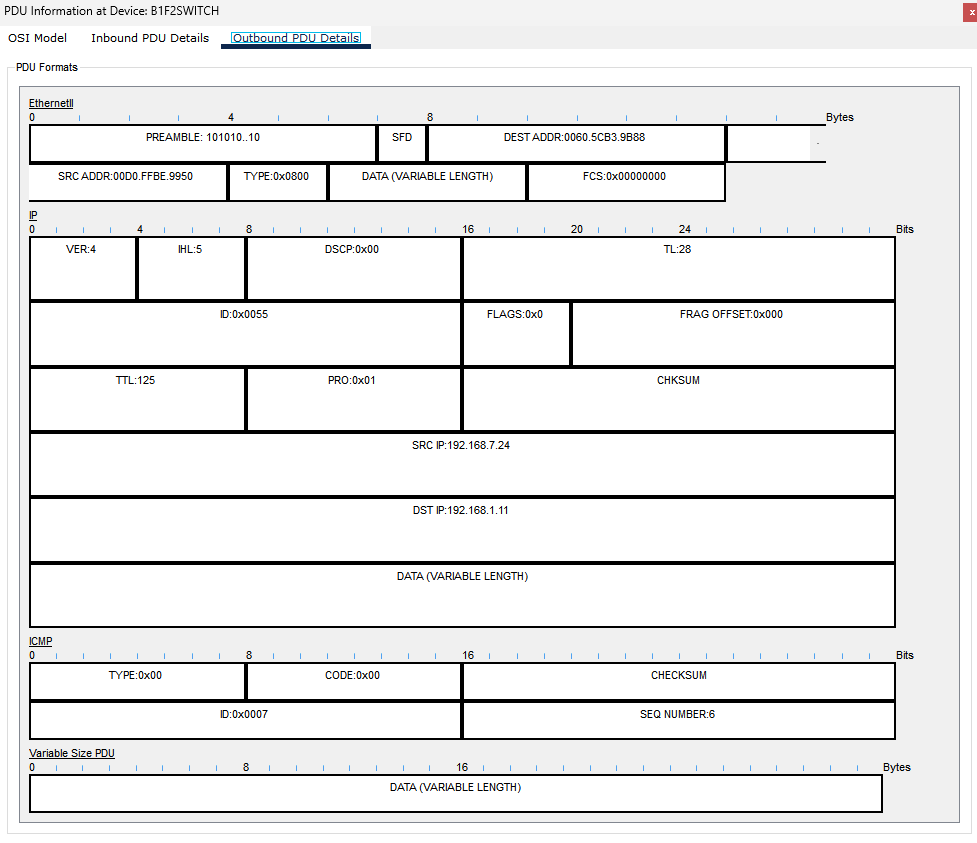 PDU Information at Device: B1F2SWITCH
x
OSI Model Inbound PDU Details Outbound PDU Details
PDU Formats
EthernetII
0 4 8 Bytes
PREAMBLE: 101010..10 SFD DEST ADDR:0060.5CB3.9B88
SRC ADDR:00D0.FFBE.9950 TYPE:0x0800 DATA (VARIABLE LENGTH) FCS:0x00000000
IP
0 4 8 16 20 24 Bits
VER:4 IHL:5 DSCP:0x00 TL:28
ID:0x0055 FLAGS:0x0 FRAG OFFSET:0x000
TTL:125 PRO:0x01 CHKSUM
SRC IP:192.168.7.24
DST IP:192.168.1.11
DATA (VARIABLE LENGTH)
ICMP
0 8 16 Bits
TYPE:0x00 CODE:0x00 CHECKSUM
ID:0x0007 SEQ NUMBER:6
Variable Size PDU
0 8 16 Bytes
DATA (VARIABLE LENGTH)